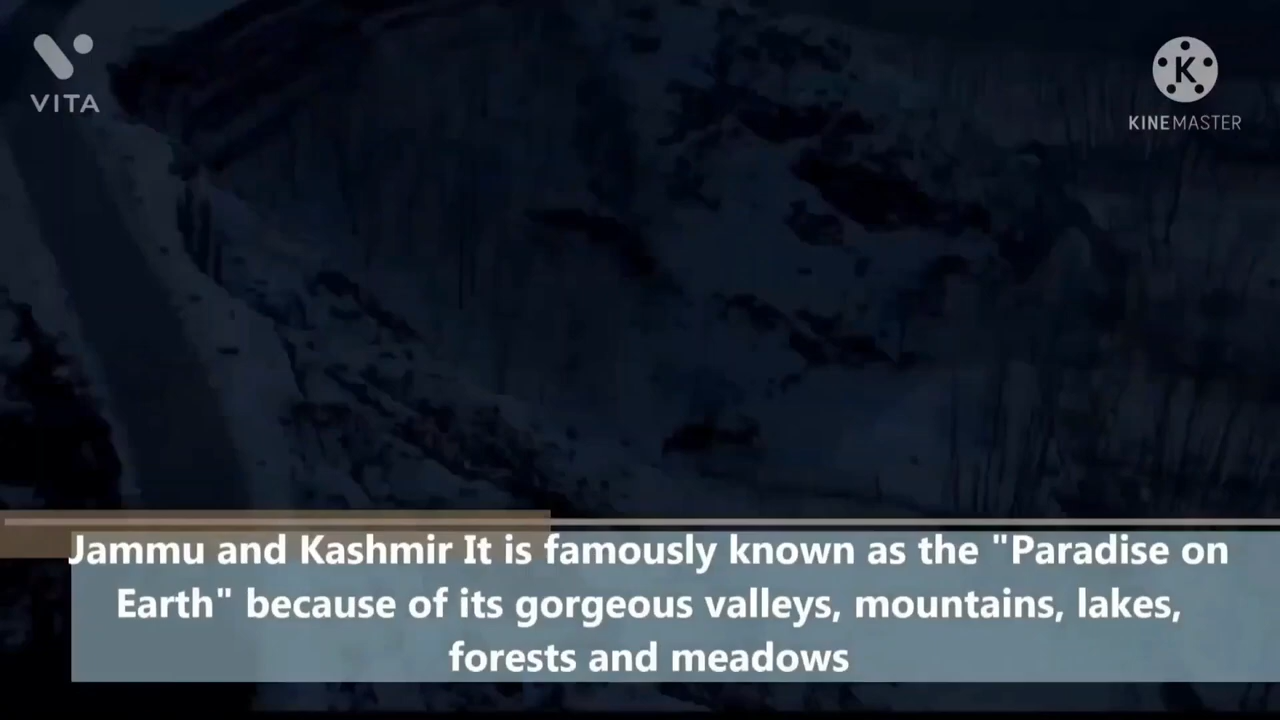 VITA
KINEMASTER
Jammu and Kashmir It is famously known as the "Paradise on
Earth" because of its gorgeous valleys, mountains, lakes,
forests and meadows